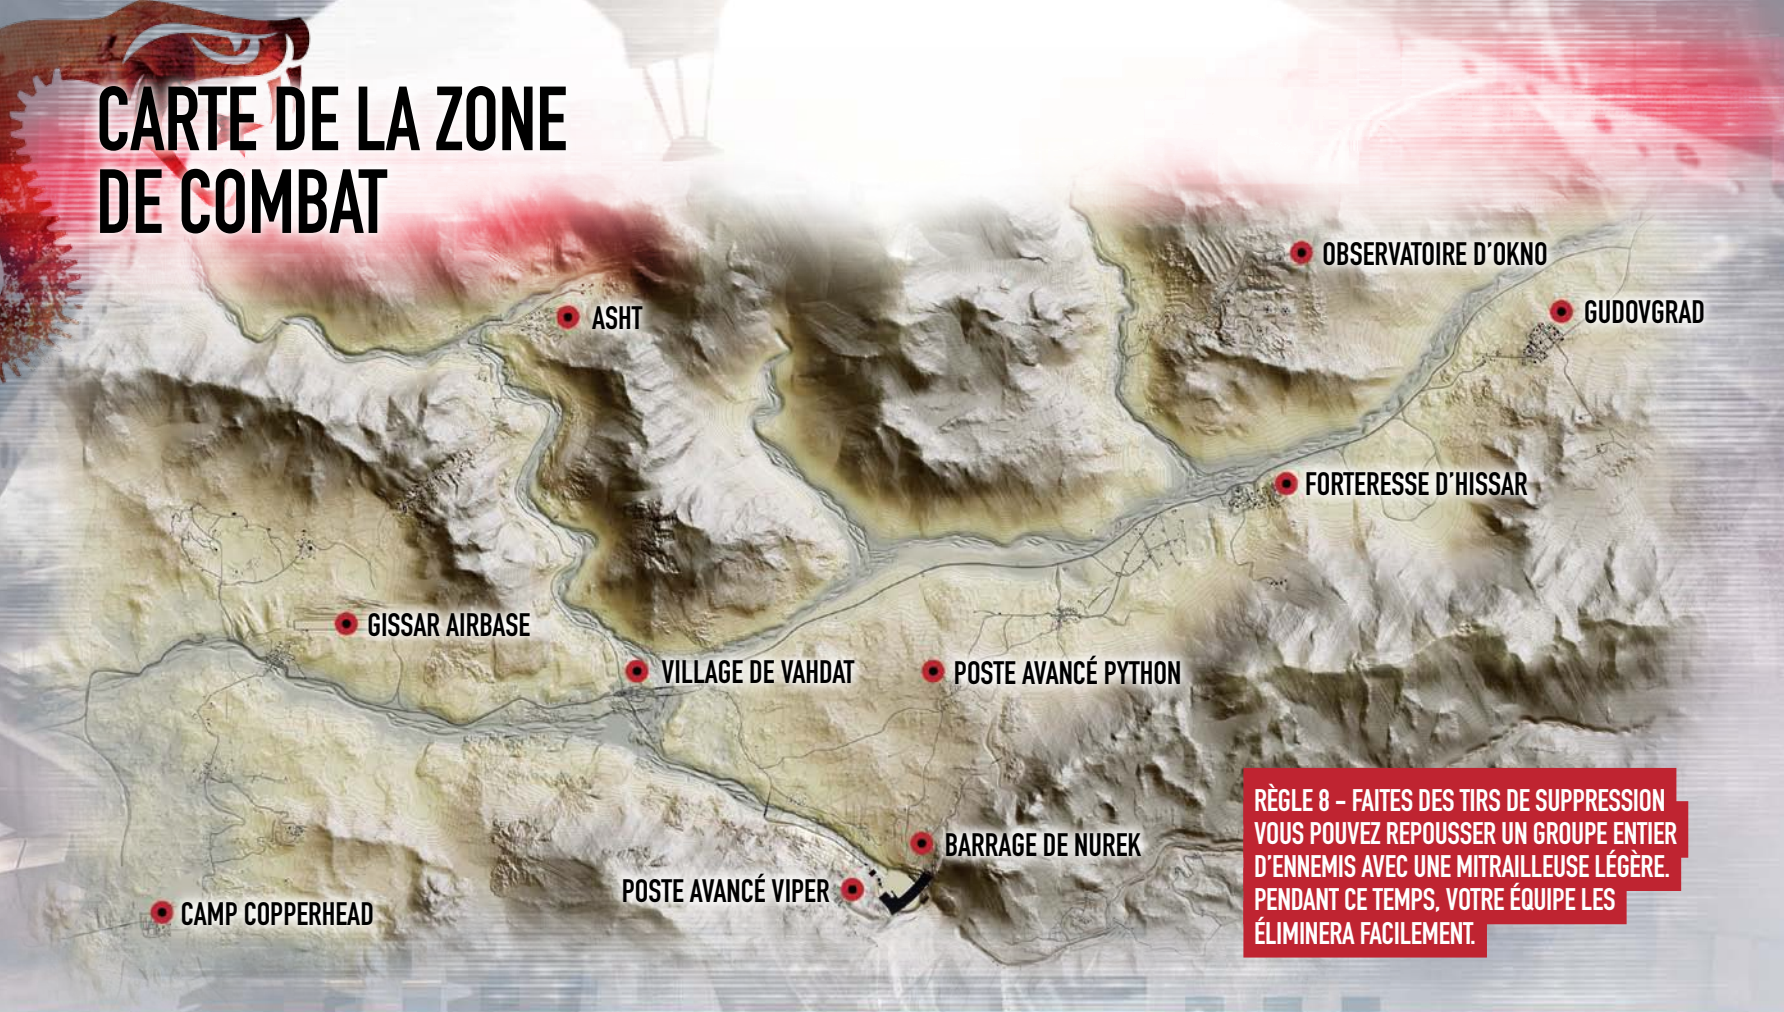 CARTE DE LA ZONE
DE COMBAT
OBSERVATOIRE D'OKNO
GUDOVGRAD
ASHT
FORTERESSE D'HISSAR
GISSAR AIRBASE
VILLAGE DE VAHDAT
POSTE AVANCÉ PYTHON
BARRAGE DE NUREK
POSTE AVANCÉ VIPER
CAMP COPPERHEAD
RÈGLE 8 – FAITES DES TIRS DE SUPPRESSION
VOUS POUVEZ REPOUSSER UN GROUPE ENTIER
D'ENNEMIS AVEC UNE MITRAILLEUSE LÉGÈRE.
PENDANT CE TEMPS, VOTRE ÉQUIPE LES
ÉLIMINERA FACILEMENT.